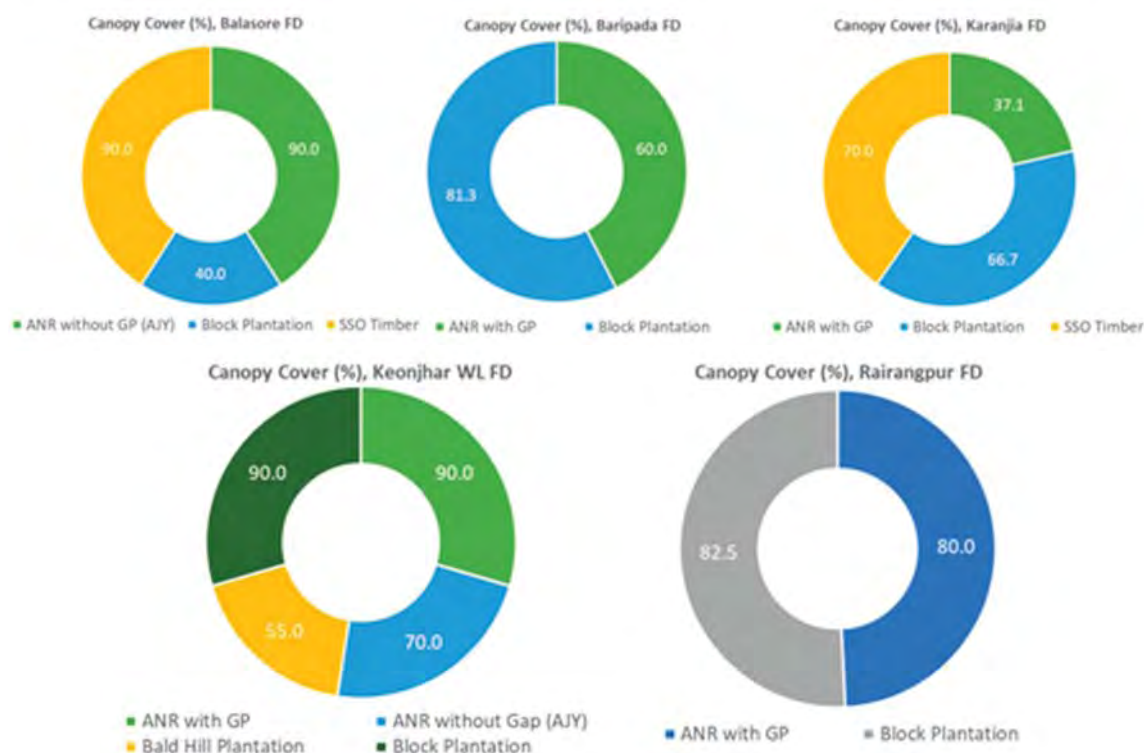 Canopy Cover (%), Balasore FD
90.0
90.0
40.0
ANR without GP (AJY) Block Plantation SSO Timber
Canopy Cover (%), Baripada FD
60.0
81.3
ANR with GP Block Plantation
Canopy Cover (%), Karanjia FD
37.1
70.0
66.7
ANR with GP Block Plantation SSO Timber
Canopy Cover (%), Keonjhar WL FD
90.0 90.0
55.0 70.0
ANR with GP ANR without Gap (AJY)
Bald Hill Plantation Block Plantation
Canopy Cover (%), Rairangpur FD
82.5 80.0
ANR with GP Block Plantation